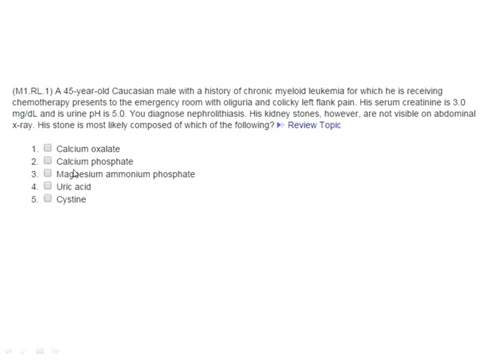 (M1.RL.1) A 45-year-old Caucasian male with a history of chronic myeloid leukemia for which he is receiving
chemotherapy presents to the emergency room with oliguria and colicky left flank pain. His serum creatinine is 3.0
mg/dL and is urine pH is 5.0. You diagnose nephrolithiasis. His kidney stones, however, are not visible on abdominal
x-ray. His stone is most likely composed of which of the following? Review Topic
1. Calcium oxalate
2. Calcium phosphate
3. Magnesium ammonium phosphate
4. Uric acid
5. Cystine